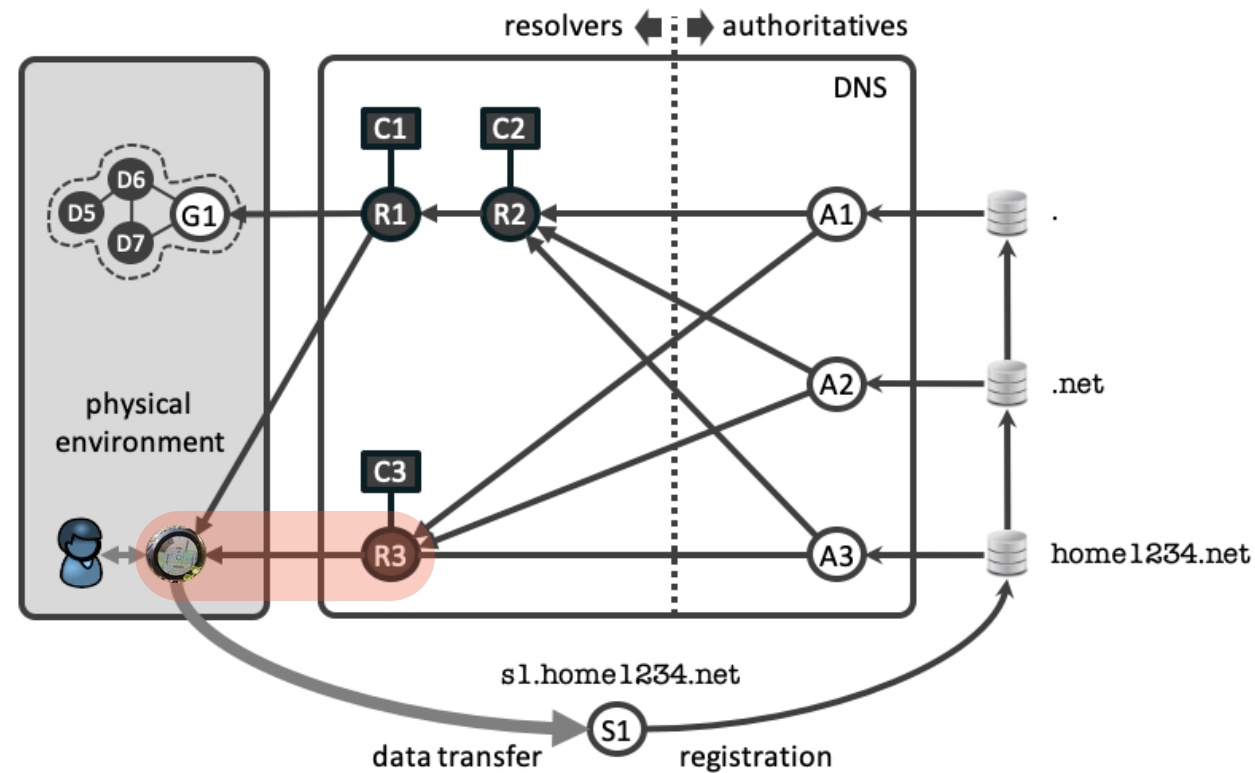 resolvers authoritatives
DNS
C1 C2
D6
D5 G1 R1 R2 A1 .
D7
A2 .net
physical
environment
C3
R3 A3 home1234.net
s1.home1234.net
S1
data transfer registration